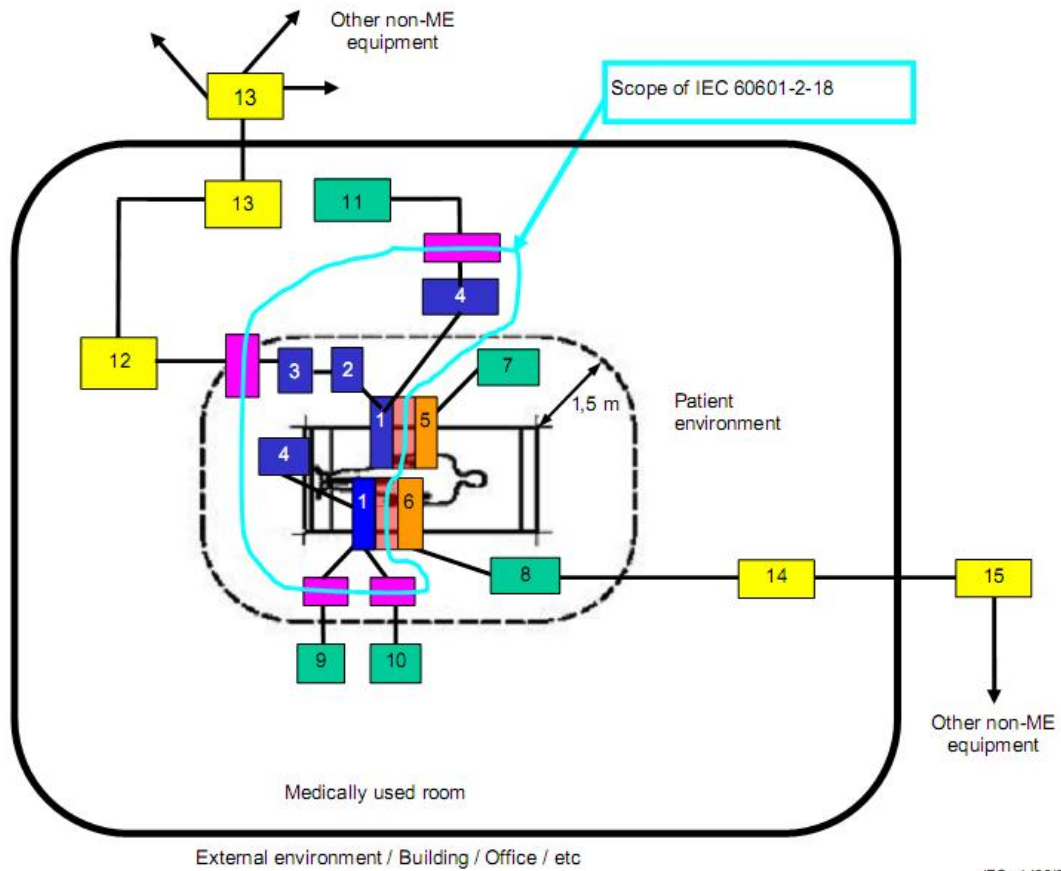 Other non-ME
equipment
13
Scope of IEC 60601-2-18
13
11
4
12
3
2
7
1
5
1,5 m
Patient
environment
4
1
6
8
14
15
9
10
Other non-ME
equipment
Medically used room
External environment / Building / Office / etc